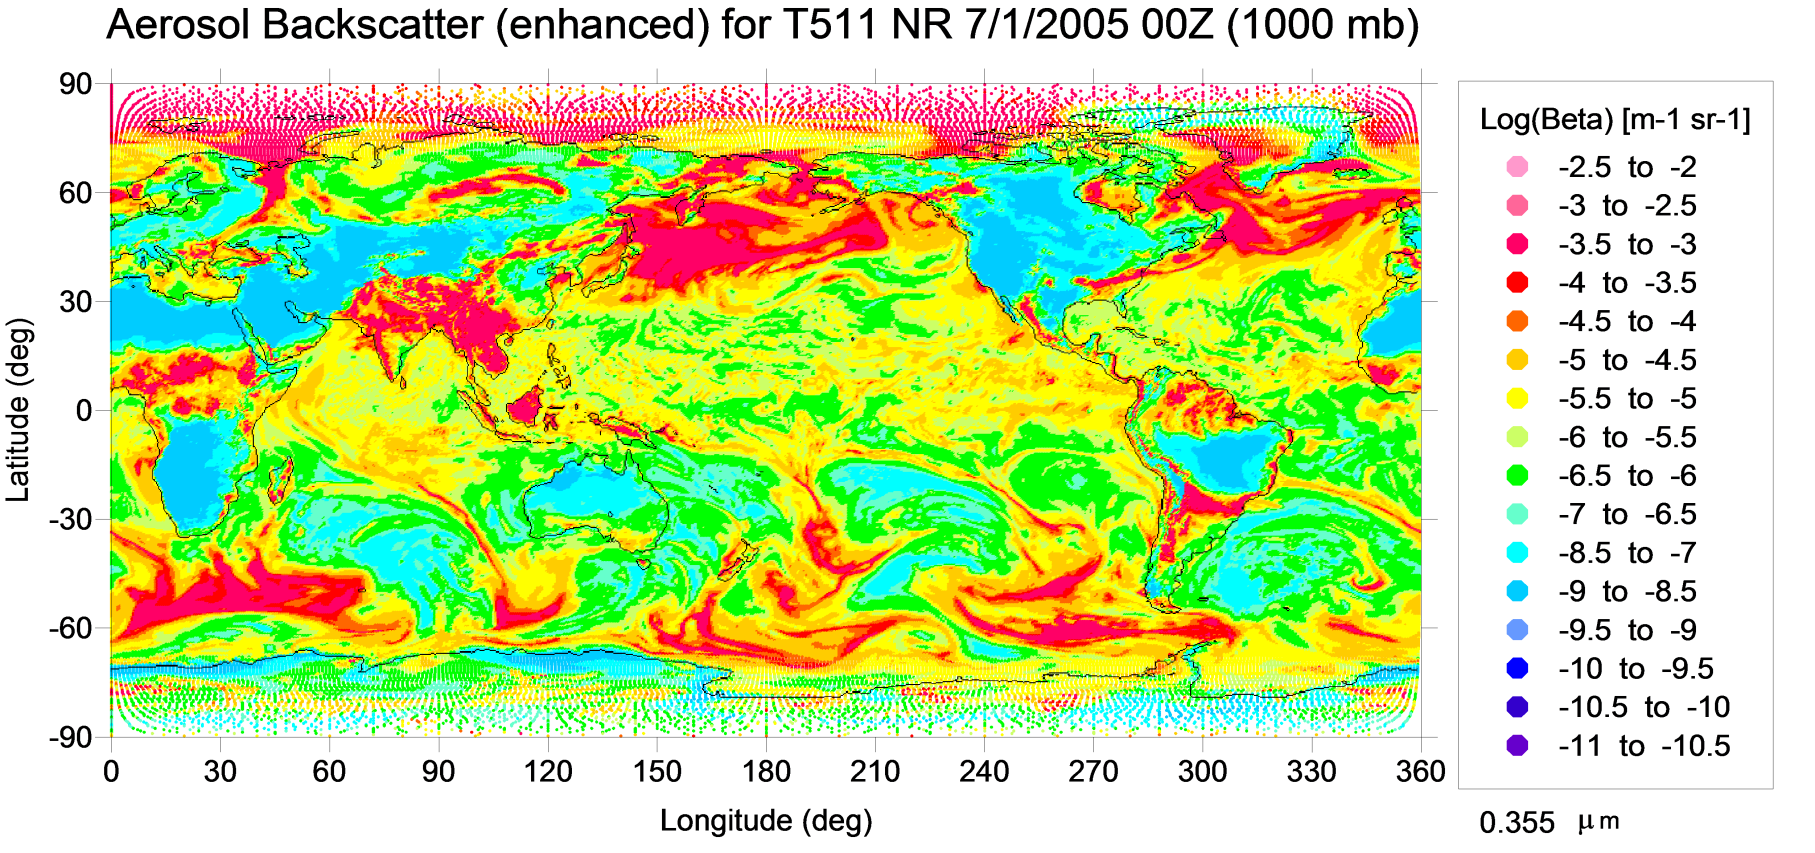 Aerosol Backscatter (enhanced) for T511 NR 7/1/2005 00Z (1000 mb)
90
60
30
0
-30
-60
-90
Latitude (deg)
0 30 60 90 120 150 180 210 240 270 300 330 360
Longitude (deg)
Log(Beta) [m-1 sr-1]
-2.5 to -2
-3 to -2.5
-3.5 to -3
-4 to -3.5
-4.5 to -4
-5 to -4.5
-5.5 to -5
-6 to -5.5
-6.5 to -6
-7 to -6.5
-8.5 to -7
-9 to -8.5
-9.5 to -9
-10 to -9.5
-10.5 to -10
-11 to -10.5
0.355 μm